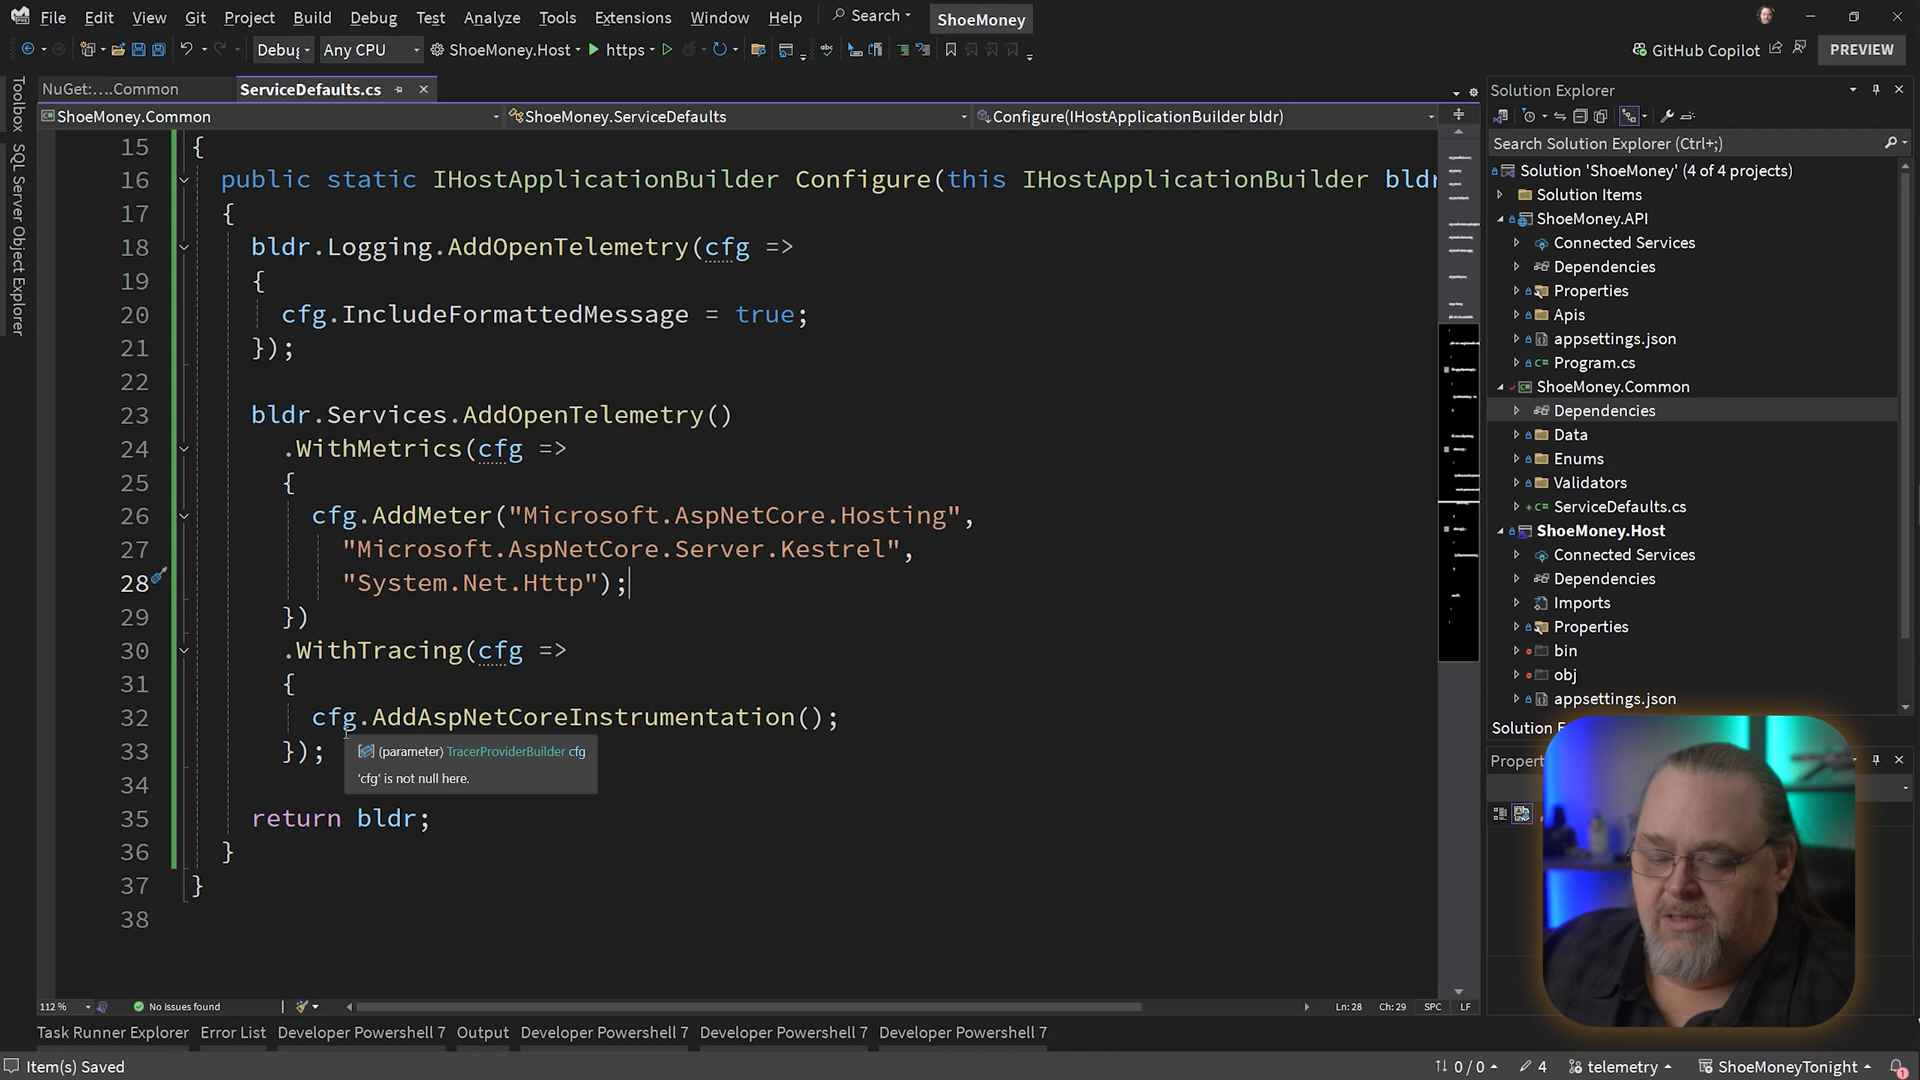 File Edit View Git Project Build Debug Test Analyze Tools Extensions Window Help Search ShoeMoney
Debug Any CPU ShoeMoney.Host https GitHub Copilot PREVIEW
NuGet:....Common ServiceDefaults.cs
ShoeMoney.Common ShoeMoney.ServiceDefaults Configure(IHostApplicationBuilder bldr)
Toolbox
SQL Server Object Explorer
15 {
16 public static IHostApplicationBuilder Configure(this IHostApplicationBuilder bldr
17 {
18 bldr.Logging.AddOpenTelemetry(cfg =>
19 {
20 cfg.IncludeFormattedMessage = true;
21 });
22
23 bldr.Services.AddOpenTelemetry()
24 .WithMetrics(cfg =>
25 {
26 cfg.AddMeter("Microsoft.AspNetCore.Hosting",
27 "Microsoft.AspNetCore.Server.Kestrel",
28 "System.Net.Http");
29 })
30 .WithTracing(cfg =>
31 {
32 cfg.AddAspNetCoreInstrumentation();
33 });
(parameter) TracerProviderBuilder cfg
'cfg' is not null here.
34
35 return bldr;
36 }
37 }
38
Solution Explorer
Search Solution Explorer (Ctrl+;)
Solution 'ShoeMoney' (4 of 4 projects)
Solution Items
ShoeMoney.API
Connected Services
Dependencies
Properties
Apis
appsettings.json
Program.cs
ShoeMoney.Common
Dependencies
Data
Enums
Validators
ServiceDefaults.cs
ShoeMoney.Host
Connected Services
Dependencies
Imports
Properties
bin
obj
appsettings.json
Solution E
Propert
112 % No issues found Ln:28 Ch:29 SPC LF
Task Runner Explorer Error List Developer Powershell 7 Output Developer Powershell 7 Developer Powershell 7 Developer Powershell 7
Item(s) Saved 0 / 0 4 telemetry ShoeMoneyTonight 1